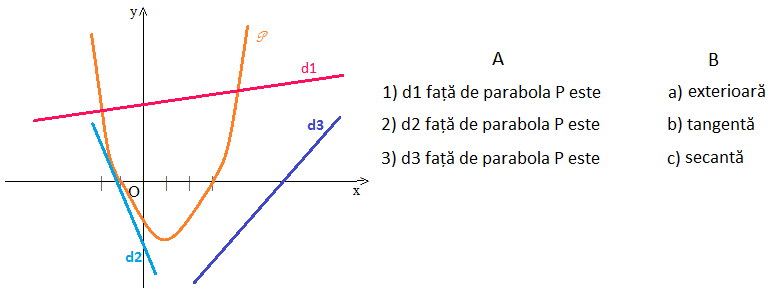 y
𝒫
d1
d3
O
x
d2
A
B
1) d1 față de parabola P este
a) exterioară
2) d2 față de parabola P este
b) tangentă
3) d3 față de parabola P este
c) secantă